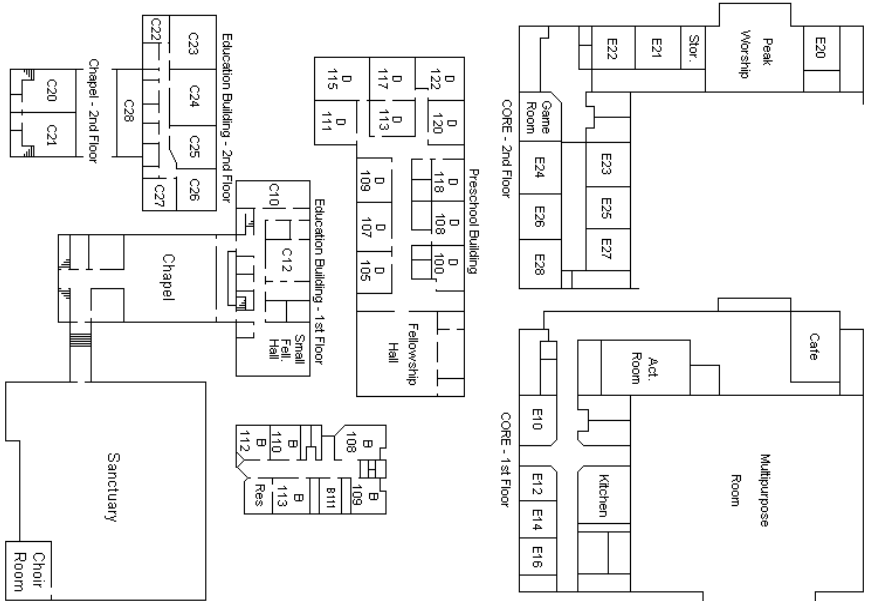 C22
C23
C24
C25
C26
C27
C28
Education Building - 2nd Floor
C20
C21
Chapel - 2nd Floor
C10
C12
Small
Fell.
Hall
Education Building - 1st Floor
Chapel
Sanctuary
Choir
Room
D
115
D
117
D
122
D
111
D
113
D
120
D
109
D
118
D
107
D
108
D
105
D
100
Fellowship
Hall
Preschool Building
B
112
B
110
B
108
Res
B
113
B111
B
109
E22
E21
Stor.
Peak
Worship
E20
Game
Room
E24
E26
E28
E23
E25
E27
CORE - 2nd Floor
Cafe
Act.
Room
E10
E12
E14
E16
Kitchen
Multipurpose
Room
CORE - 1st Floor